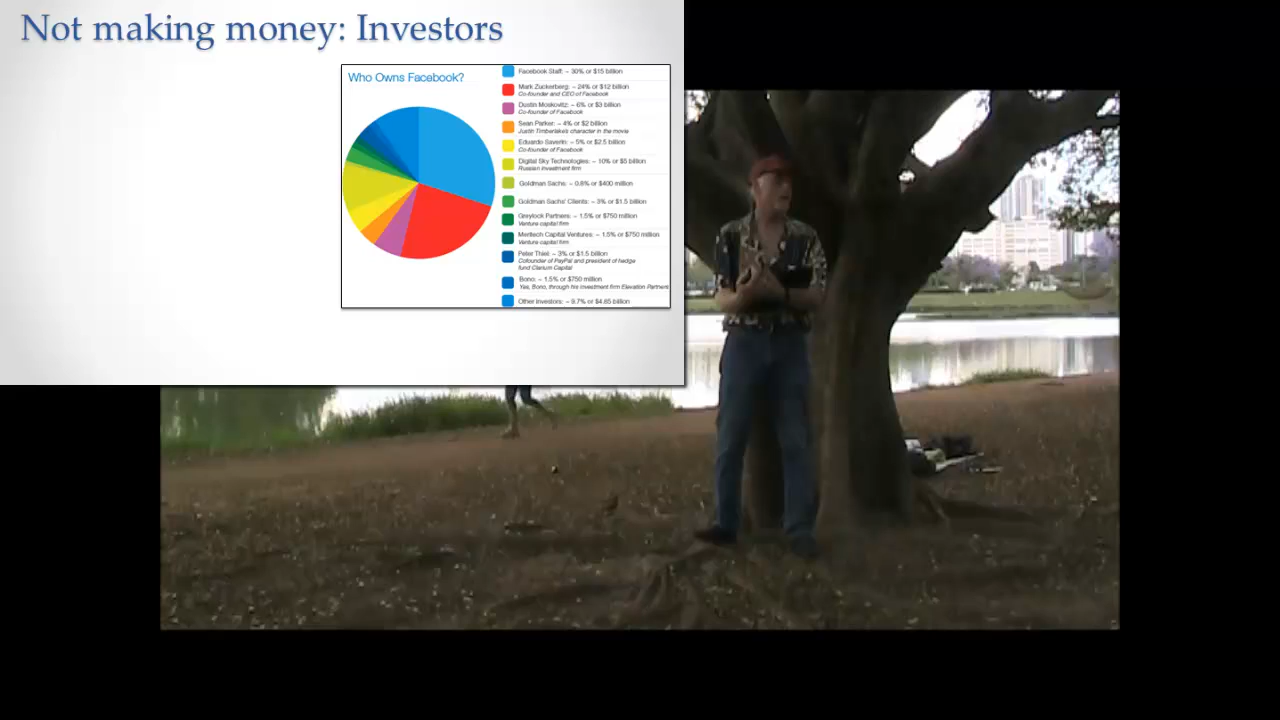 Not making money: Investors
Who Owns Facebook?
Facebook Staff: ~ 30% or $15 billion
Mark Zuckerberg: ~ 24% or $12 billion
Co-founder and CEO of Facebook
Dustin Moskovitz: ~ 6% or $3 billion
Co-founder of Facebook
Sean Parker: ~ 4% or $2 billion
Justin Timberlake's character in the movie
Eduardo Saverin: ~ 5% or $2.5 billion
Co-founder of Facebook
Digital Sky Technologies: ~ 10% or $5 billion
Russian investment firm
Goldman Sachs: ~ 0.8% or $400 million
Goldman Sachs' Clients: ~ 3% or $1.5 billion
Greylock Partners: ~ 1.5% or $750 million
Venture capital firm
Meritech Capital Ventures: ~ 1.5% or $750 million
Venture capital firm
Peter Thiel: ~ 3% or $1.5 billion
Cofounder of PayPal and president of hedge
fund Clarium Capital
Bono: ~ 1.5% or $750 million
Yes, Bono, through his investment firm Elevation Partners
Other investors: ~ 9.7% or $4.85 billion